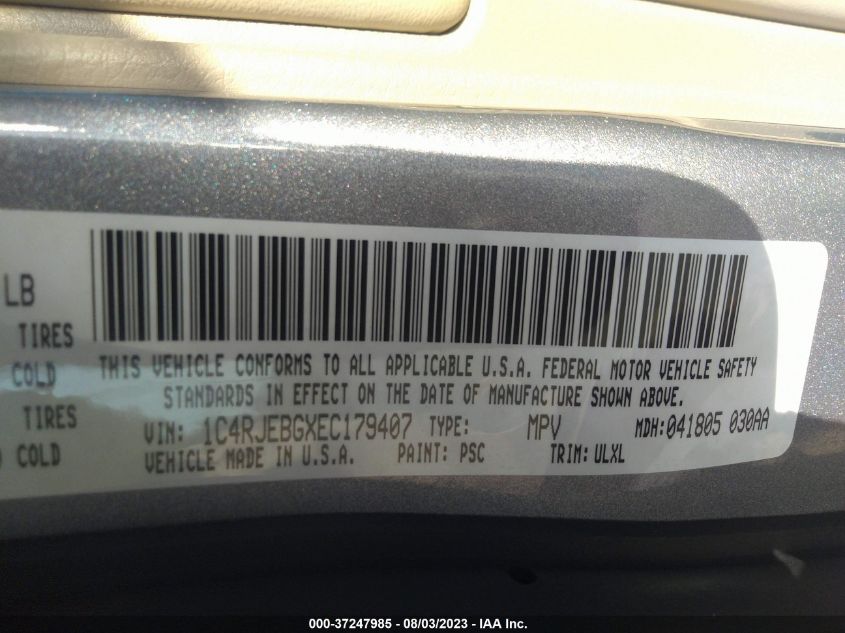 LB
TIRES
COLD
TIRES
COLD
THIS VEHICLE CONFORMS TO ALL APPLICABLE U.S.A. FEDERAL MOTOR VEHICLE SAFETY
STANDARDS IN EFFECT ON THE DATE OF MANUFACTURE SHOWN ABOVE.
VIN: 1C4RJEBGXEC179407 TYPE: MPV MDH:041805 030AA
VEHICLE MADE IN U.S.A. PAINT: PSC TRIM: ULXL
000-37247985 - 08/03/2023 - IAA Inc.